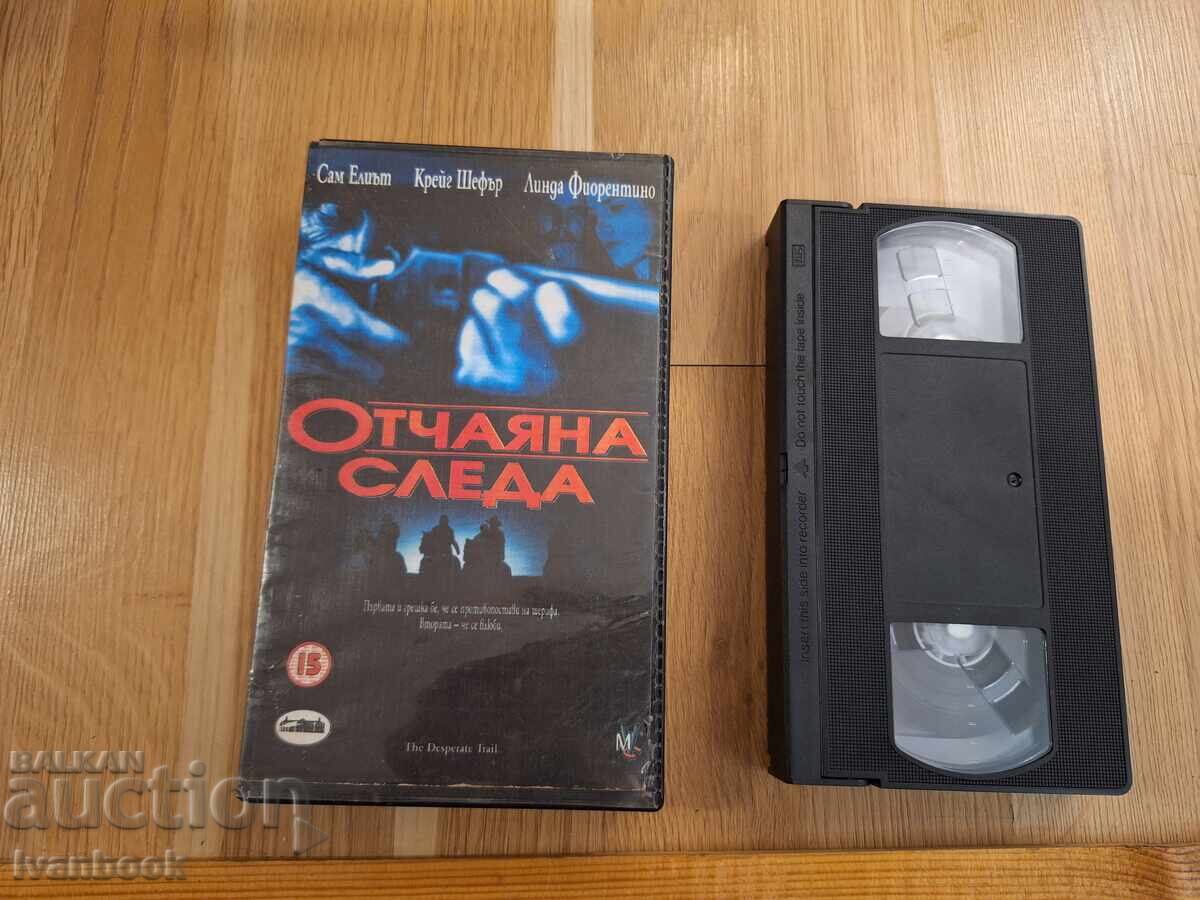 Сам Елиът Крейг Шефър Линда Фиорентино
ОТЧАЯНА
СЛЕДА
Първата и грешка бе, че се противопостави на шерифа.
Втората – че се влюби.
15
The Desperate Trail
M
VHS
Insert this side into recorder Do not touch the tape inside
BALKAN
auction
Ivanbook